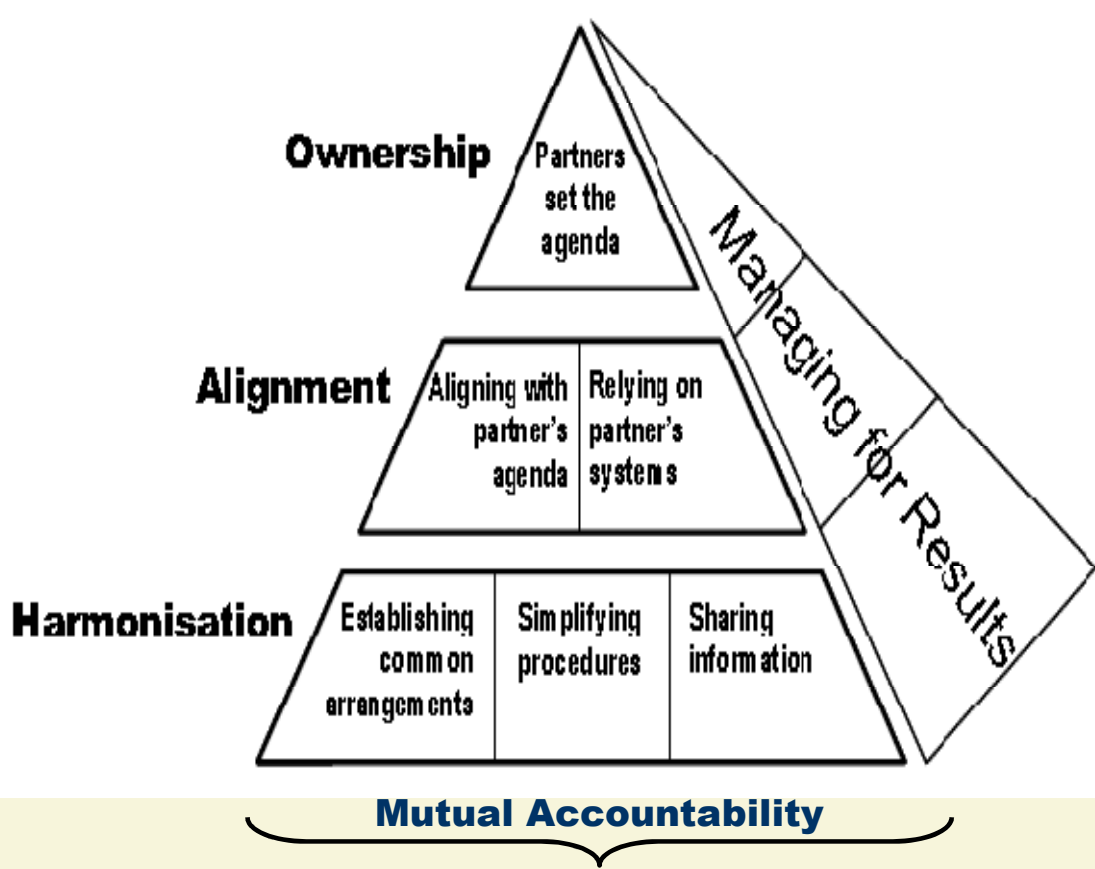 Ownership
Partners
set the
agenda
Managing for Results
Alignment
Aligning with
partner's
agenda
Relying on
partner's
systems
Harmonisation
Establishing
common
arrangements
Simplifying
procedures
Sharing
information
Mutual Accountability